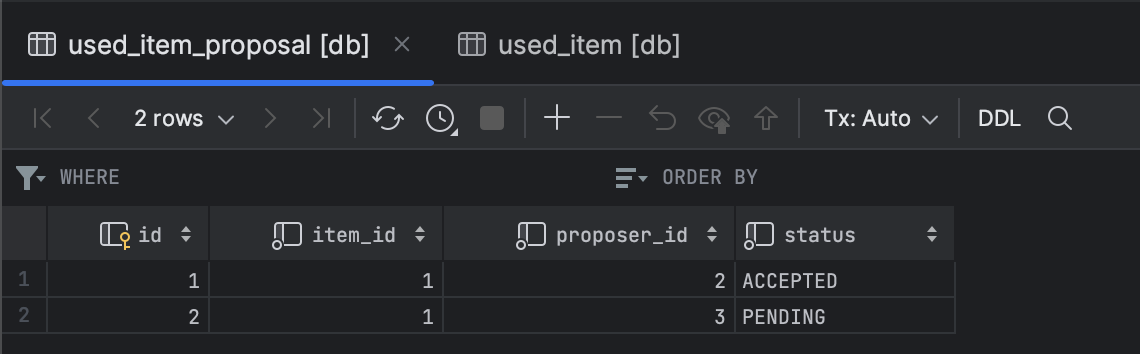 used_item_proposal [db] used_item [db]
2 rows Tx: Auto DDL
WHERE ORDER BY
id item_id proposer_id status
1 1 1 2 ACCEPTED
2 2 1 3 PENDING